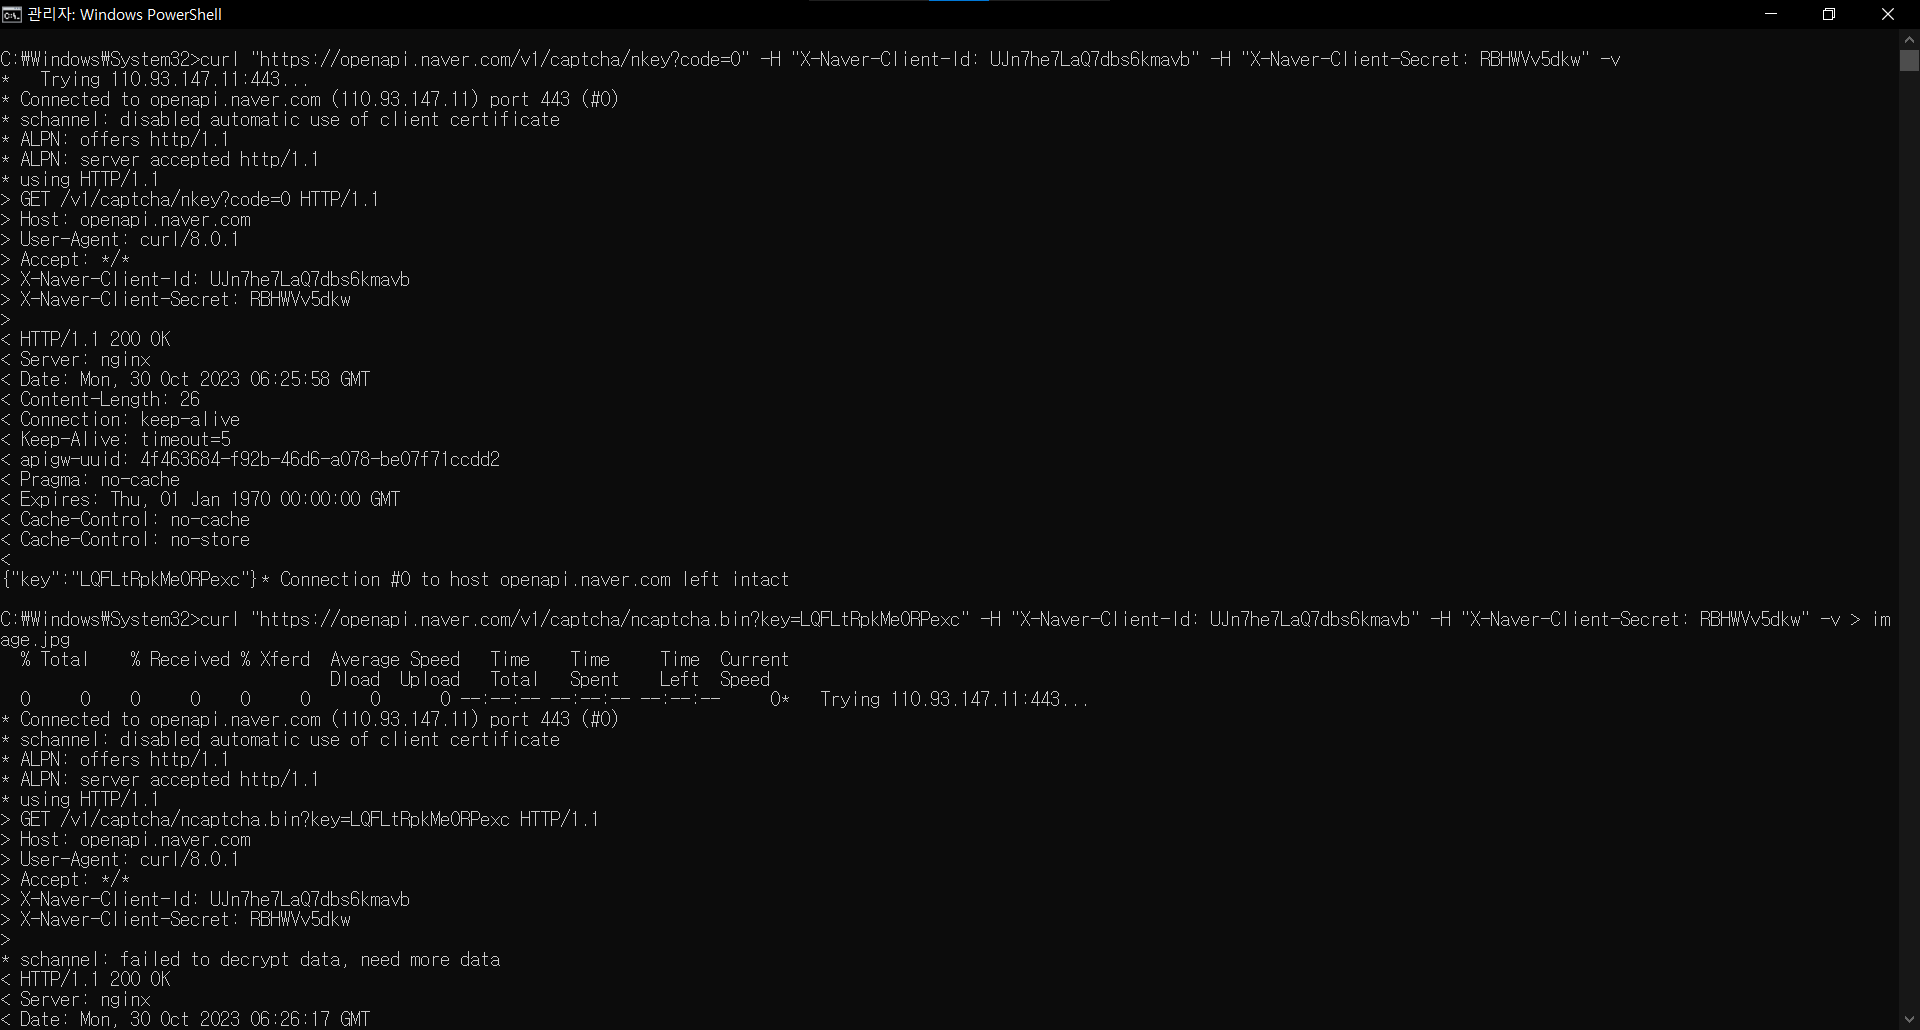 관리자: Windows PowerShell
C:₩Windows₩System32>curl "https://openapi.naver.com/v1/captcha/nkey?code=0" -H "X-Naver-Client-Id: UJn7he7LaQ7dbs6kmavb" -H "X-Naver-Client-Secret: RBHWVv5dkw" -v
*   Trying 110.93.147.11:443...
* Connected to openapi.naver.com (110.93.147.11) port 443 (#0)
* schannel: disabled automatic use of client certificate
* ALPN: offers http/1.1
* ALPN: server accepted http/1.1
* using HTTP/1.1
> GET /v1/captcha/nkey?code=0 HTTP/1.1
> Host: openapi.naver.com
> User-Agent: curl/8.0.1
> Accept: */*
> X-Naver-Client-Id: UJn7he7LaQ7dbs6kmavb
> X-Naver-Client-Secret: RBHWVv5dkw
>
< HTTP/1.1 200 OK
< Server: nginx
< Date: Mon, 30 Oct 2023 06:25:58 GMT
< Content-Length: 26
< Connection: keep-alive
< Keep-Alive: timeout=5
< apigw-uuid: 4f463684-f92b-46d6-a078-be07f71ccdd2
< Pragma: no-cache
< Expires: Thu, 01 Jan 1970 00:00:00 GMT
< Cache-Control: no-cache
< Cache-Control: no-store
<
{"key":"LQFLtRpkMeORPexc"}* Connection #0 to host openapi.naver.com left intact
C:₩Windows₩System32>curl "https://openapi.naver.com/v1/captcha/ncaptcha.bin?key=LQFLtRpkMeORPexc" -H "X-Naver-Client-Id: UJn7he7LaQ7dbs6kmavb" -H "X-Naver-Client-Secret: RBHWVv5dkw" -v > im
age.jpg
  % Total    % Received % Xferd  Average Speed   Time    Time     Time  Current
                                 Dload  Upload   Total   Spent    Left  Speed
  0     0    0     0    0     0      0      0 --:--:-- --:--:-- --:--:--     0*   Trying 110.93.147.11:443...
* Connected to openapi.naver.com (110.93.147.11) port 443 (#0)
* schannel: disabled automatic use of client certificate
* ALPN: offers http/1.1
* ALPN: server accepted http/1.1
* using HTTP/1.1
> GET /v1/captcha/ncaptcha.bin?key=LQFLtRpkMeORPexc HTTP/1.1
> Host: openapi.naver.com
> User-Agent: curl/8.0.1
> Accept: */*
> X-Naver-Client-Id: UJn7he7LaQ7dbs6kmavb
> X-Naver-Client-Secret: RBHWVv5dkw
>
* schannel: failed to decrypt data, need more data
< HTTP/1.1 200 OK
< Server: nginx
< Date: Mon, 30 Oct 2023 06:26:17 GMT